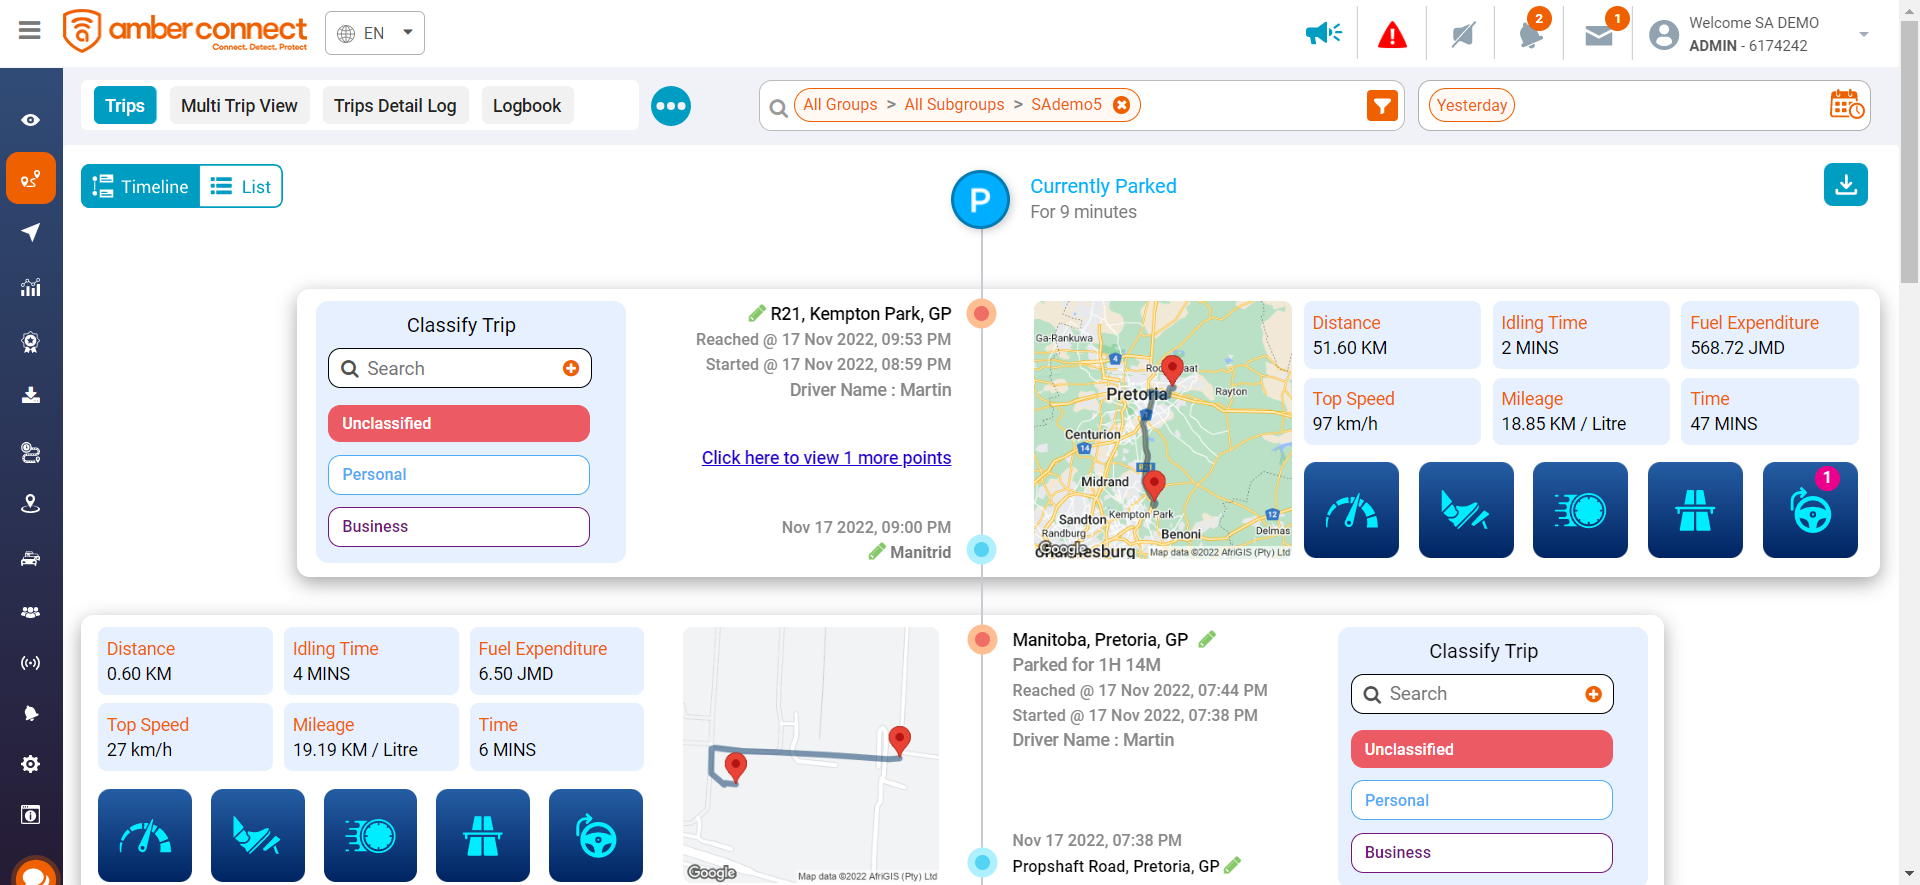 amber connect
Connect. Detect. Protect
EN
2
1
Welcome SA DEMO
ADMIN - 6174242
Trips
Multi Trip View
Trips Detail Log
Logbook
All Groups > All Subgroups > SAdemo5
Yesterday
Timeline
List
P
Currently Parked
For 9 minutes
Classify Trip
Search
Unclassified
Personal
Business
R21, Kempton Park, GP
Reached @ 17 Nov 2022, 09:53 PM
Started @ 17 Nov 2022, 08:59 PM
Driver Name : Martin
Click here to view 1 more points
Nov 17 2022, 09:00 PM
Manitrid
Ga-Rankuwa
4
Pretoria
Rayton
1
Centurion
14
R21
Midrand
Kempton Park
12
Sandton
Randburg
Benoni
Delmas
Google
Map data ©2022 AfriGIS (Pty) Ltd
Distance
51.60 KM
Idling Time
2 MINS
Fuel Expenditure
568.72 JMD
Top Speed
97 km/h
Mileage
18.85 KM / Litre
Time
47 MINS
1
Distance
0.60 KM
Idling Time
4 MINS
Fuel Expenditure
6.50 JMD
Top Speed
27 km/h
Mileage
19.19 KM / Litre
Time
6 MINS
Google
Map data ©2022 AfriGIS (Pty) Ltd
Manitoba, Pretoria, GP
Parked for 1H 14M
Reached @ 17 Nov 2022, 07:44 PM
Started @ 17 Nov 2022, 07:38 PM
Driver Name : Martin
Nov 17 2022, 07:38 PM
Propshaft Road, Pretoria, GP
Classify Trip
Search
Unclassified
Personal
Business